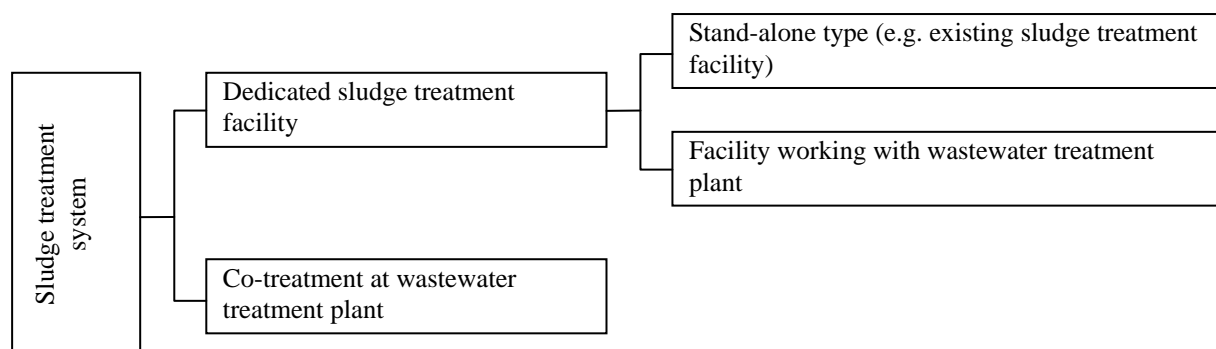 Sludge treatment
system
Dedicated sludge treatment
facility
Co-treatment at wastewater
treatment plant
Stand-alone type (e.g. existing sludge treatment
facility)
Facility working with wastewater treatment
plant